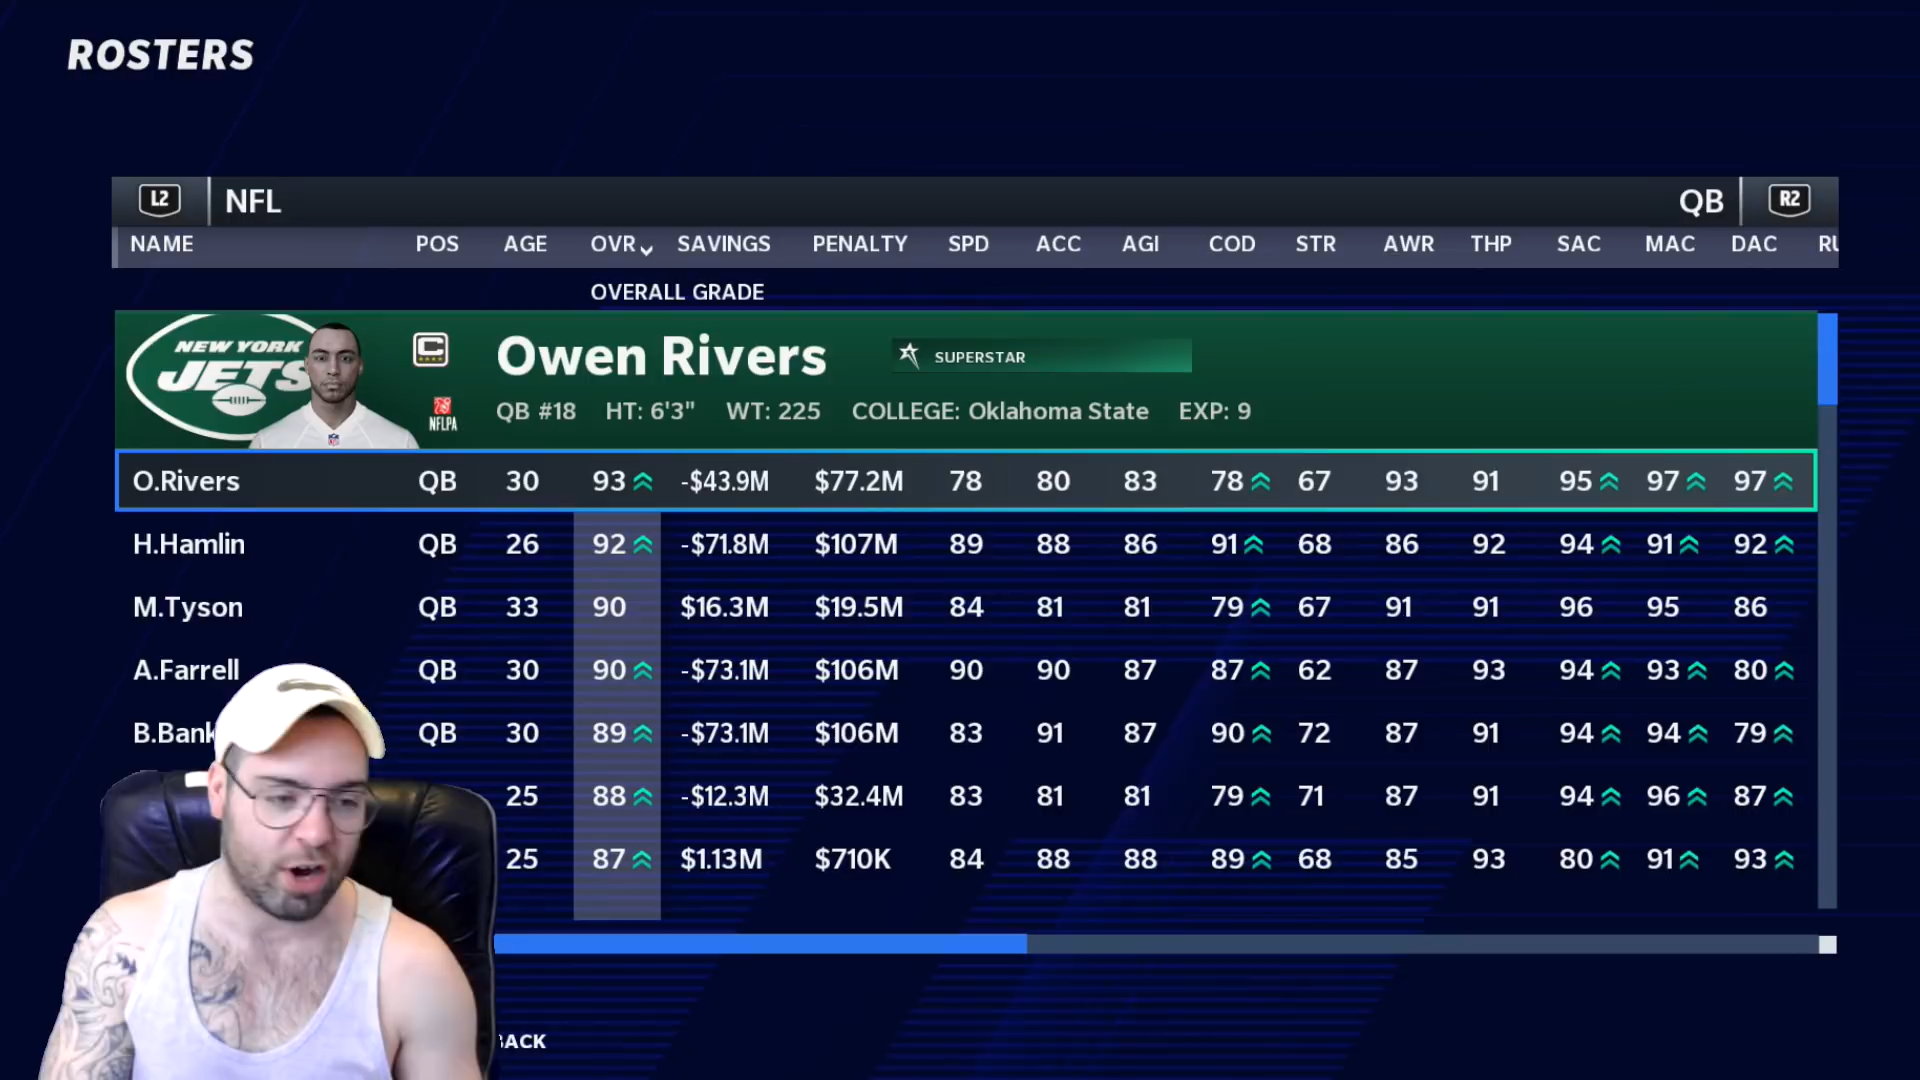 ROSTERS
L2 NFL QB R2
NAME POS AGE OVR SAVINGS PENALTY SPD ACC AGI COD STR AWR THP SAC MAC DAC
OVERALL GRADE
NEW YORK JETS C Owen Rivers SUPERSTAR
NFLPA QB #18 HT: 6'3" WT: 225 COLLEGE: Oklahoma State EXP: 9
O.Rivers QB 30 93 -$43.9M $77.2M 78 80 83 78 67 93 91 95 97 97
H.Hamlin QB 26 92 -$71.8M $107M 89 88 86 91 68 86 92 94 91 92
M.Tyson QB 33 90 $16.3M $19.5M 84 81 81 79 67 91 91 96 95 86
A.Farrell QB 30 90 -$73.1M $106M 90 90 87 87 62 87 93 94 93 80
B.Bank QB 30 89 -$73.1M $106M 83 91 87 90 72 87 91 94 94 79
25 88 -$12.3M $32.4M 83 81 81 79 71 87 91 94 96 87
25 87 $1.13M $710K 84 88 88 89 68 85 93 80 91 93
BACK